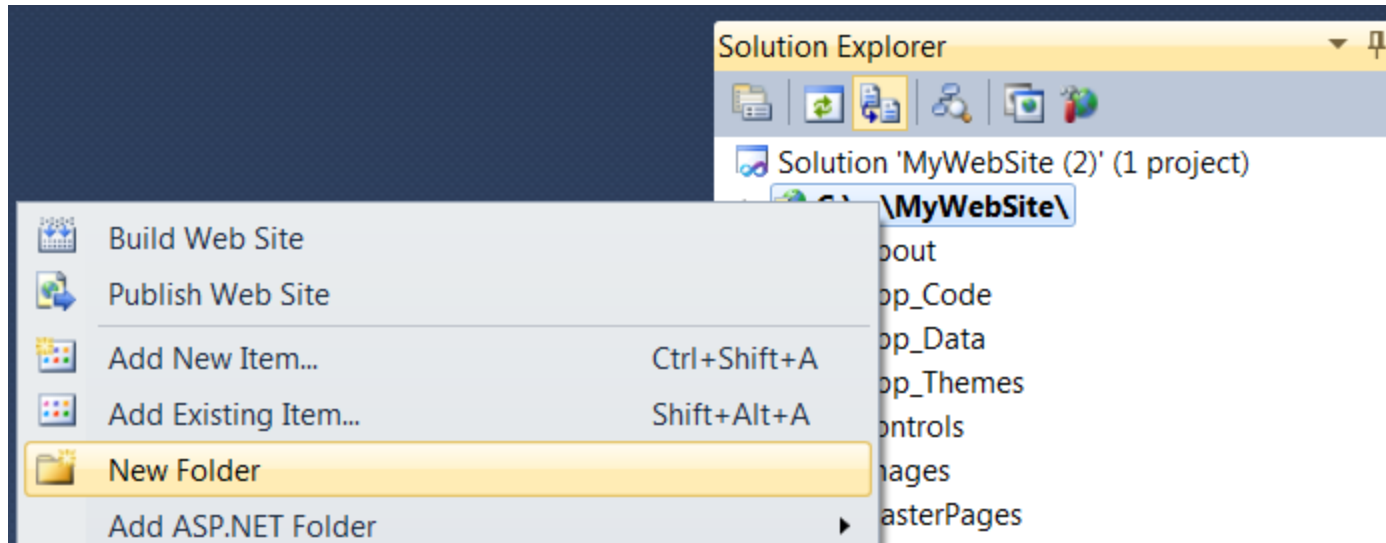 Solution Explorer
Solution 'MyWebSite (2)' (1 project)
\MyWebSite\
Build Web Site
Publish Web Site
Add New Item... Ctrl+Shift+A
Add Existing Item... Shift+Alt+A
New Folder
Add ASP.NET Folder
bout
pp_Code
pp_Data
pp_Themes
ontrols
ages
asterPages